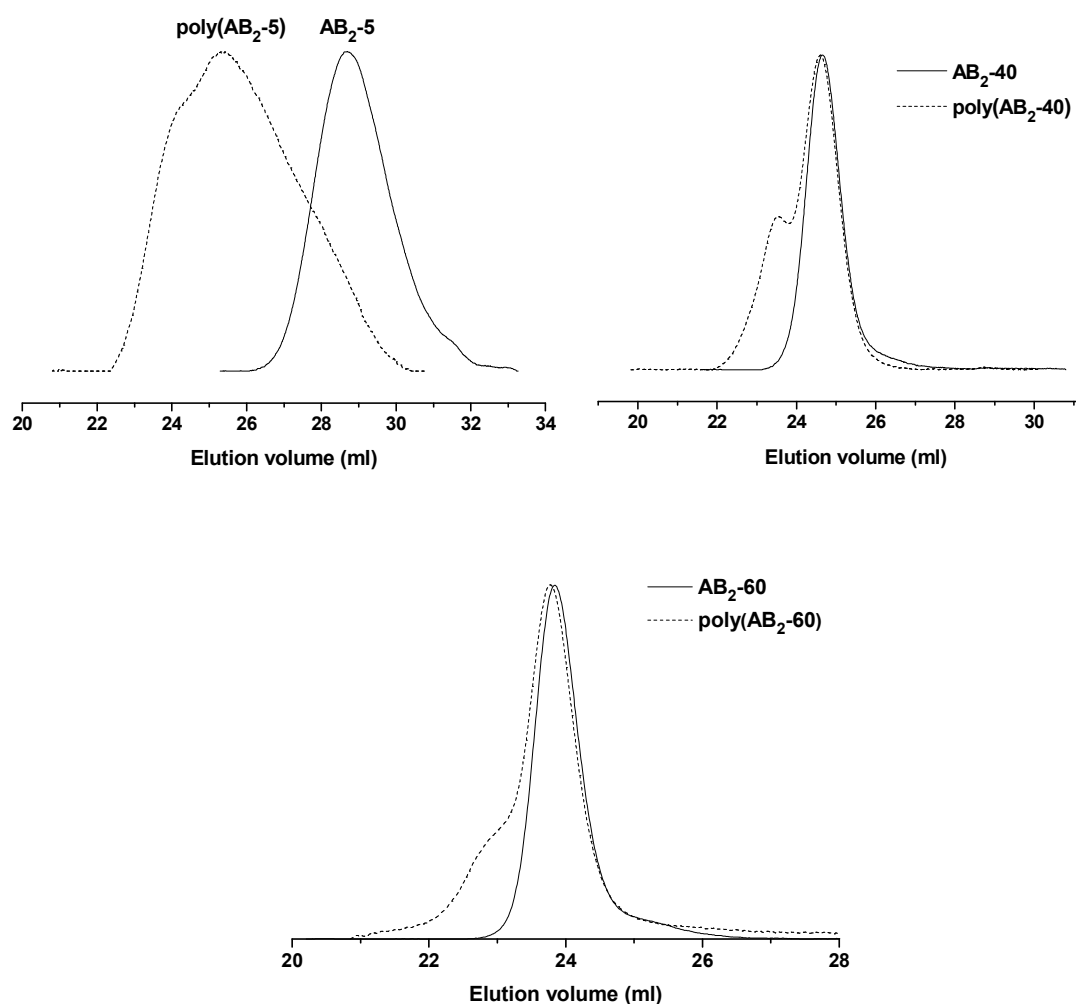 poly(AB₂-5) AB₂-5
20 22 24 26 28 30 32 34
Elution volume (ml)
AB₂-40
poly(AB₂-40)
20 22 24 26 28 30
Elution volume (ml)
AB₂-60
poly(AB₂-60)
20 22 24 26 28
Elution volume (ml)